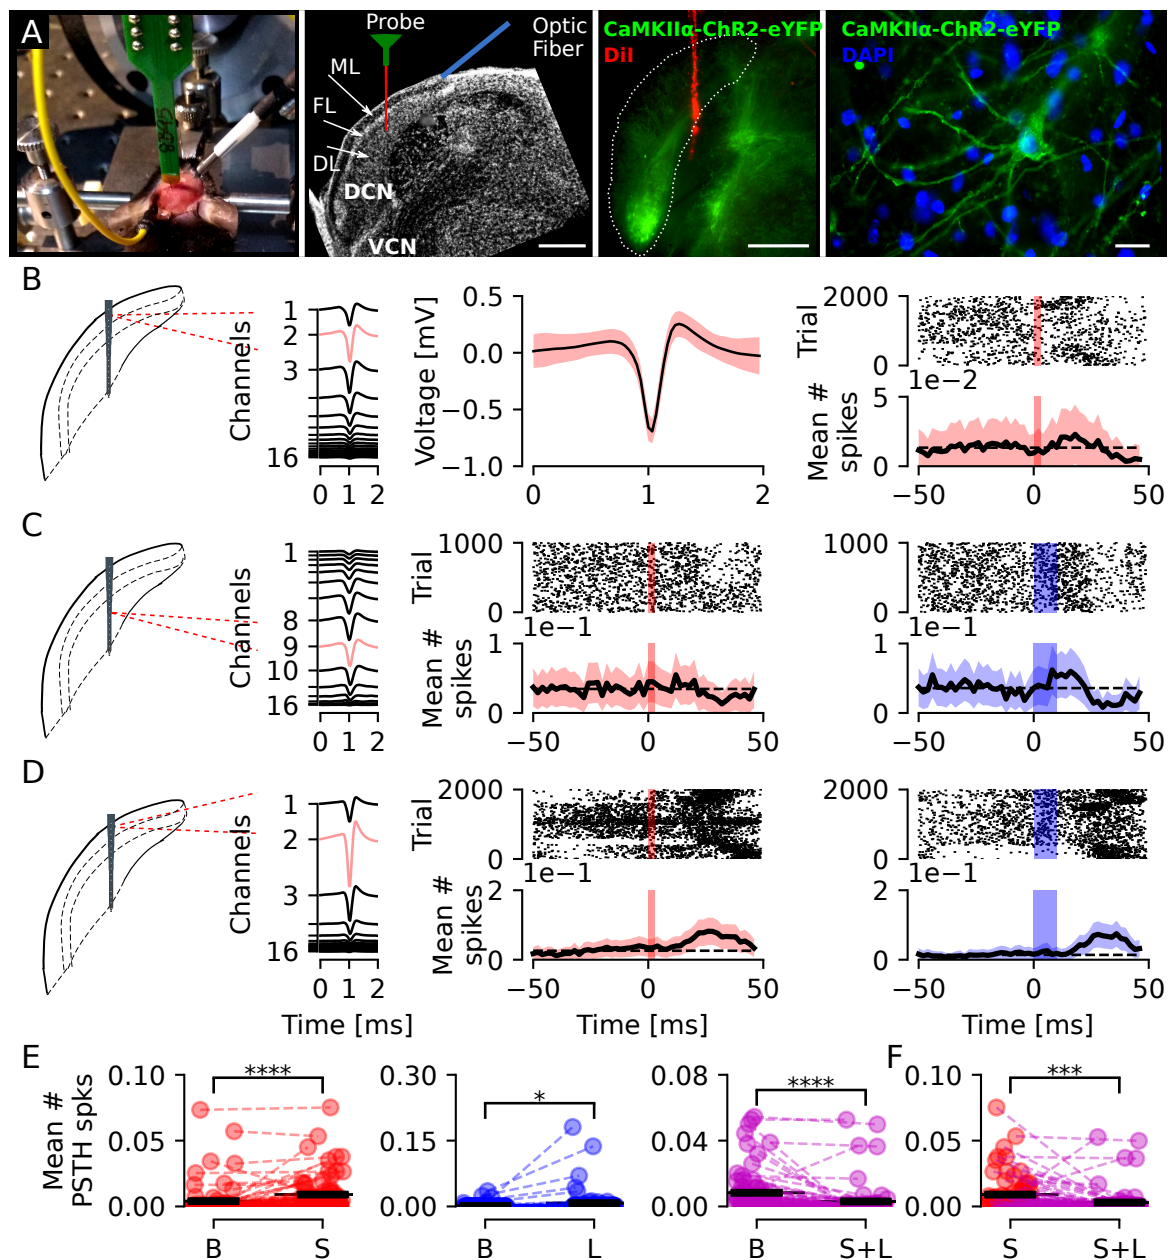 A
Probe
Optic
Fiber
ML
FL
DL
DCN
VCN
CaMKIIα-ChR2-eYFP
DiI
CaMKIIα-ChR2-eYFP
DAPI
B
Channels
1
2
3
16
0 1 2
Voltage [mV]
0.5
0.0
−0.5
−1.0
0 1 2
Trial
2000
0
1e−2
Mean #
spikes
5
0
−50 0 50
C
Channels
1
8
9
10
16
0 1 2
Trial
1000
0
1e−1
Mean #
spikes
1
0
−50 0 50
1000
0
1e−1
1
0
−50 0 50
D
Channels
1
2
3
16
0 1 2
Time [ms]
Trial
2000
0
1e−1
Mean #
spikes
2
0
−50 0 50
Time [ms]
2000
0
1e−1
2
0
−50 0 50
Time [ms]
E
Mean #
PSTH spks
0.10
0.05
0.00
****
B S
0.30
0.15
0.00
*
B L
0.08
0.04
0.00
****
B S+L
F
0.10
0.05
0.00
***
S S+L